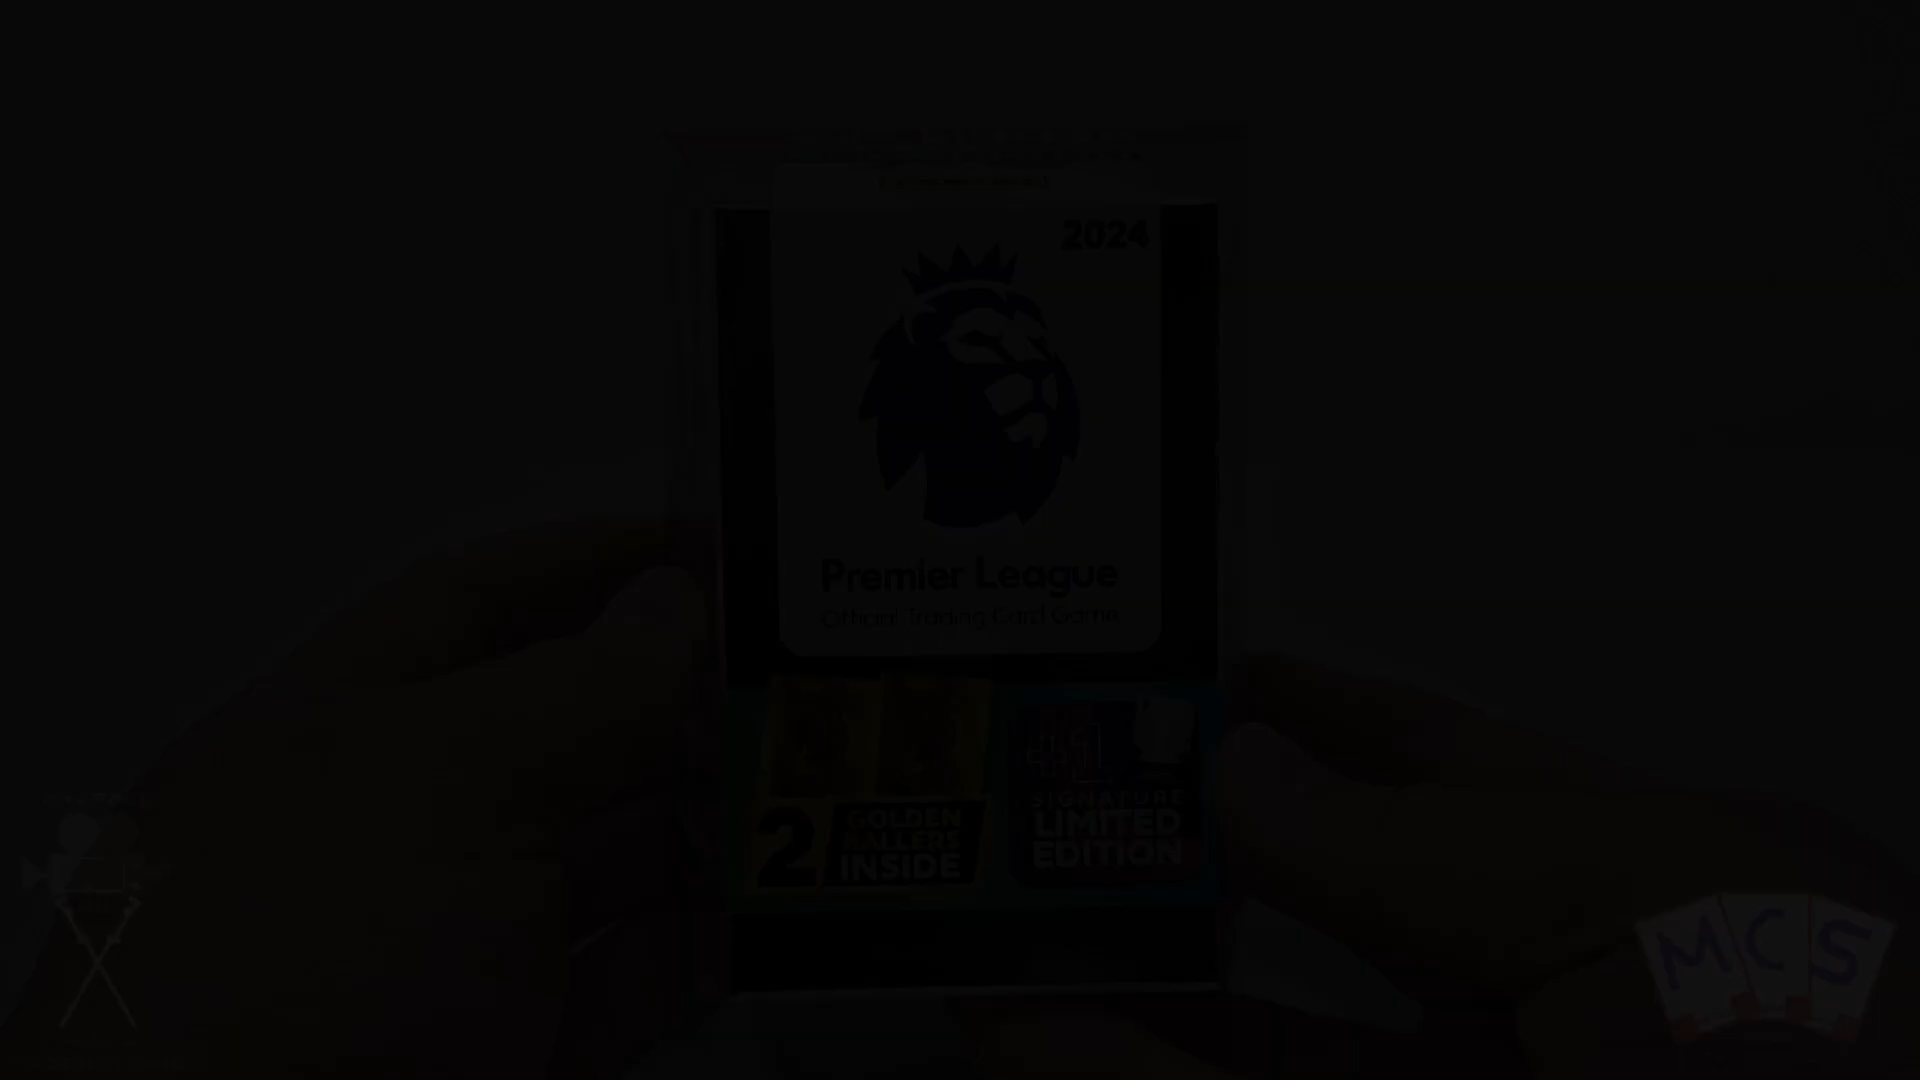 2024
Premier League
Official Trading Card Game
2
GOLDEN
BALLERS
INSIDE
SIGNATURE
LIMITED
EDITION
MCS